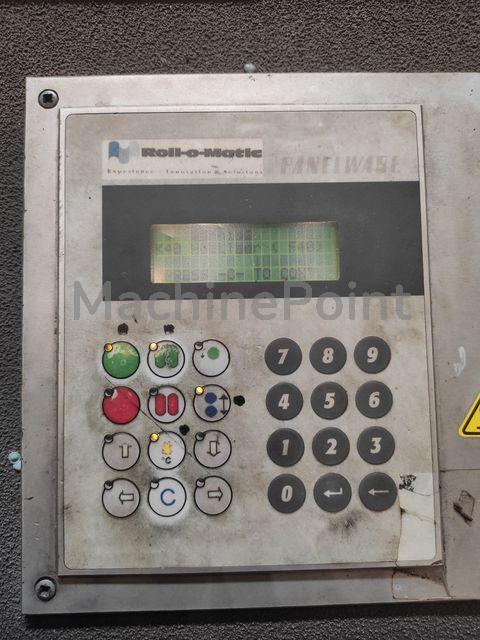 Roll-o-Matic
Experience - Innovation & Solutions
PANELWARE
PRESS -C- TO CONT
MachinePoint
7 8 9
4 5 6
°C
1 2 3
C
0